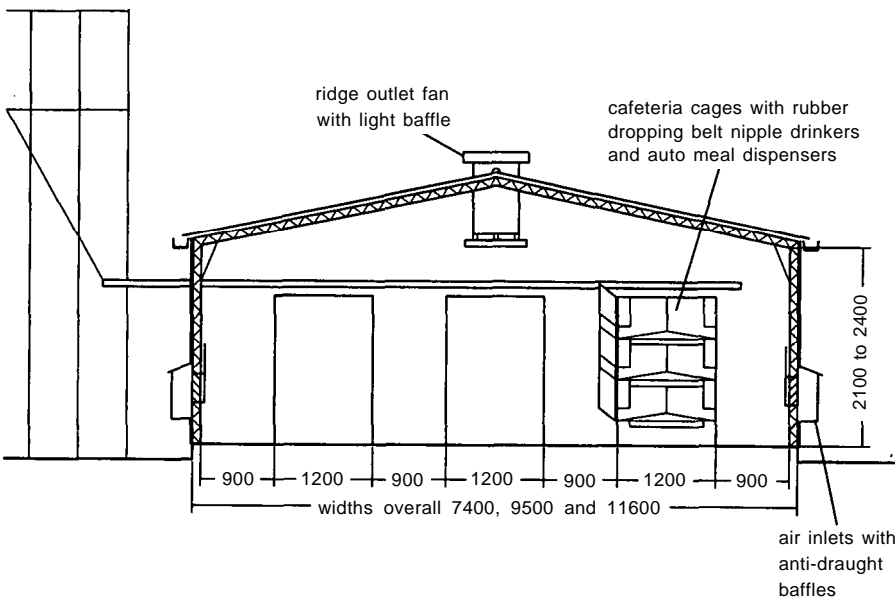 ridge outlet fan
with light baffle
cafeteria cages with rubber
dropping belt nipple drinkers
and auto meal dispensers
2100 to 2400
900 1200 900 1200 900 1200 900
widths overall 7400, 9500 and 11600
air inlets with
anti-draught
baffles